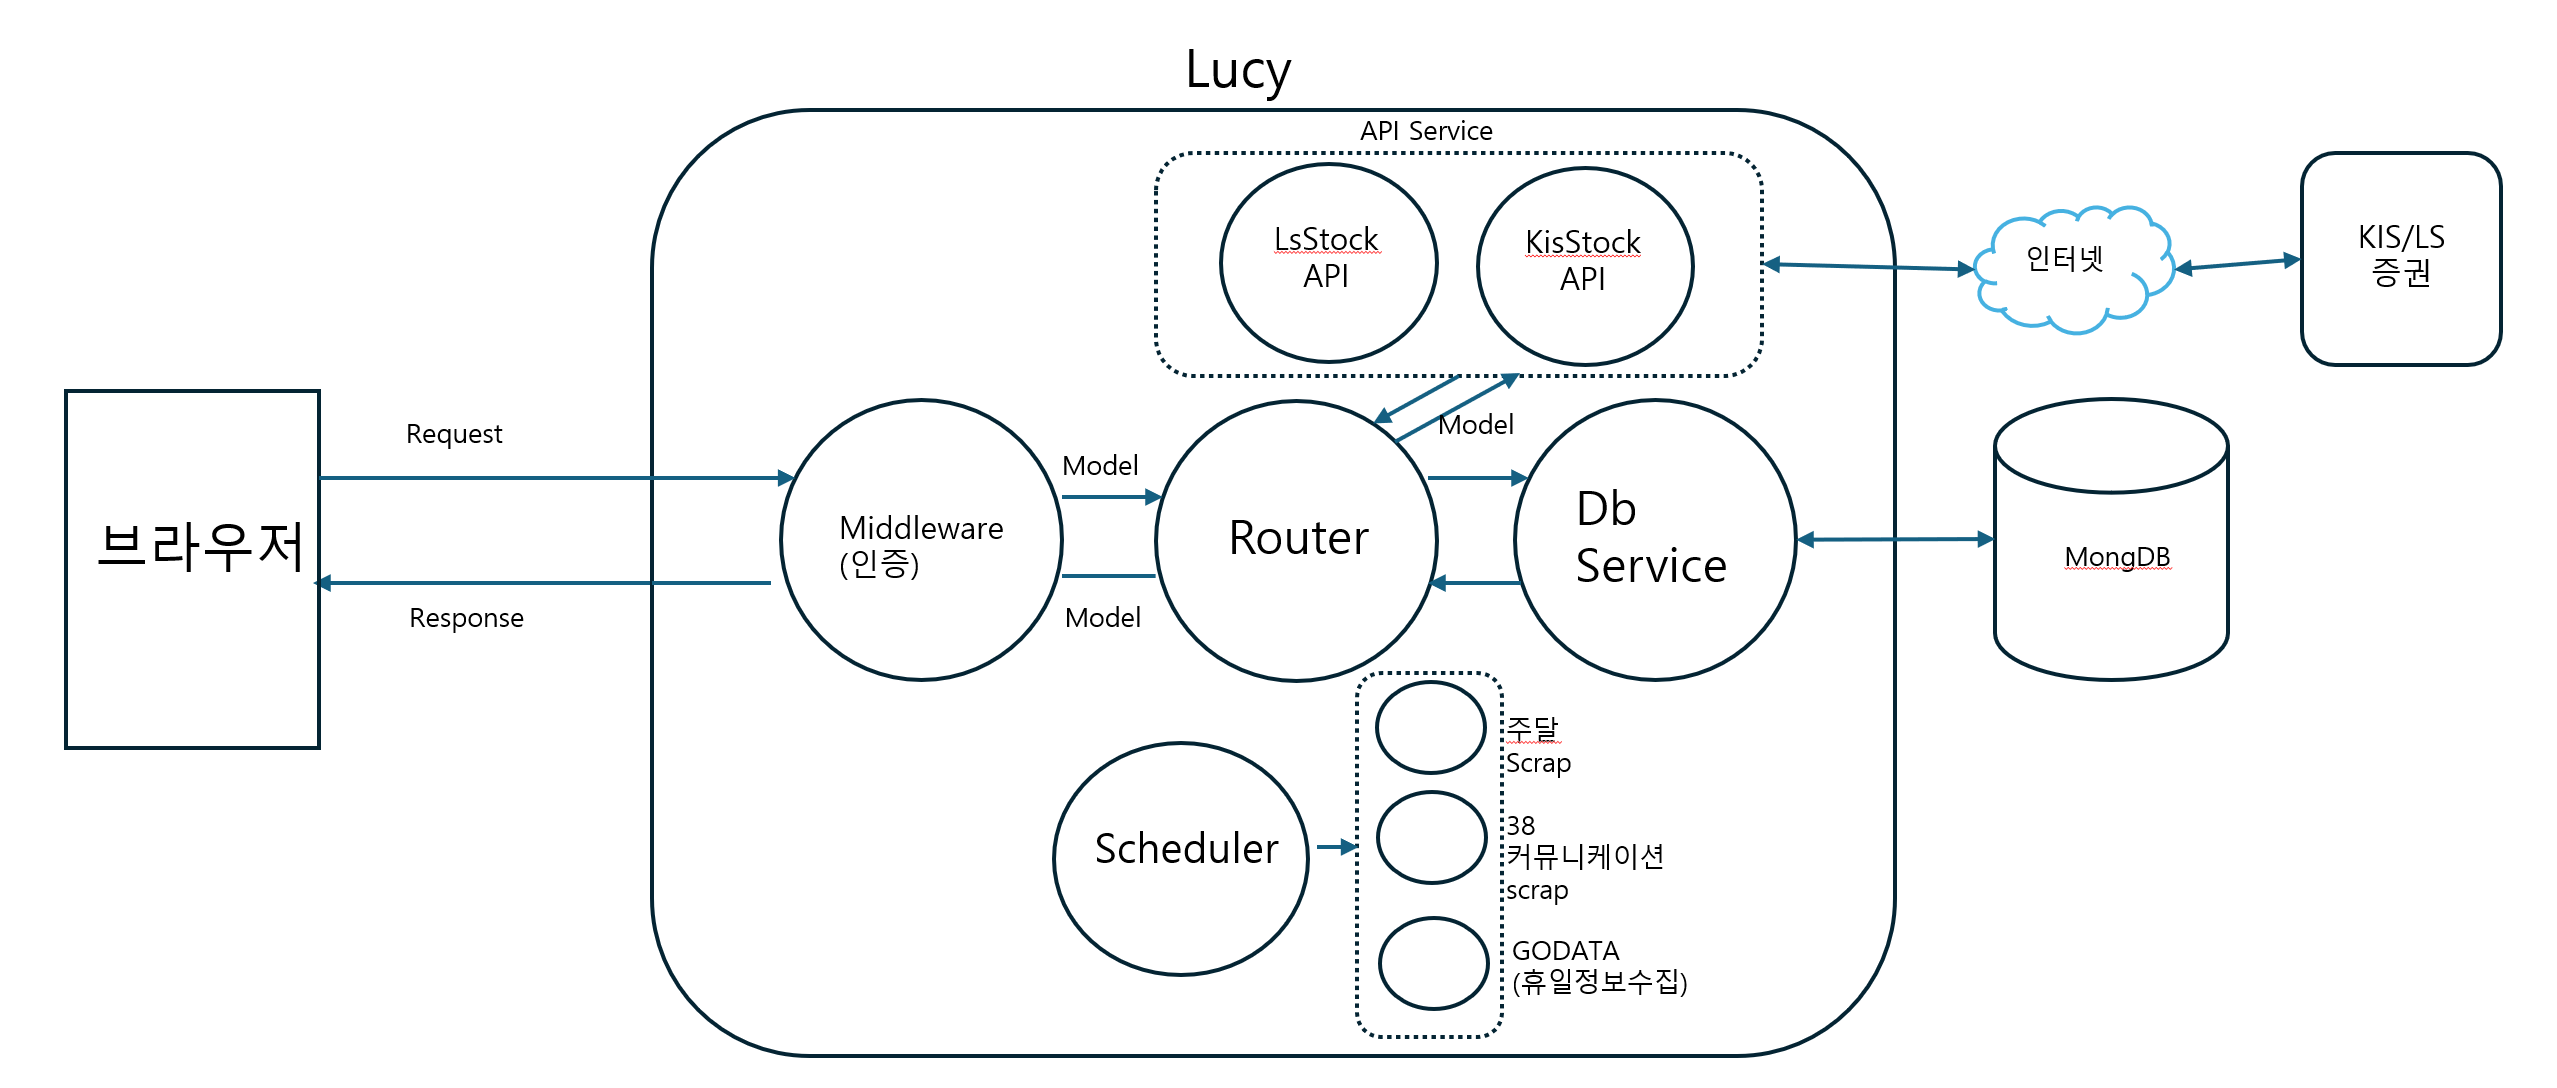 Lucy
API Service
LsStock
API
KisStock
API
인터넷
KIS/LS
증권
Request
Model
Model
브라우저
Middleware
(인증)
Router
Db
Service
MongDB
Response
Model
주달
Scrap
Scheduler
38
커뮤니케이션
scrap
GODATA
(휴일정보수집)